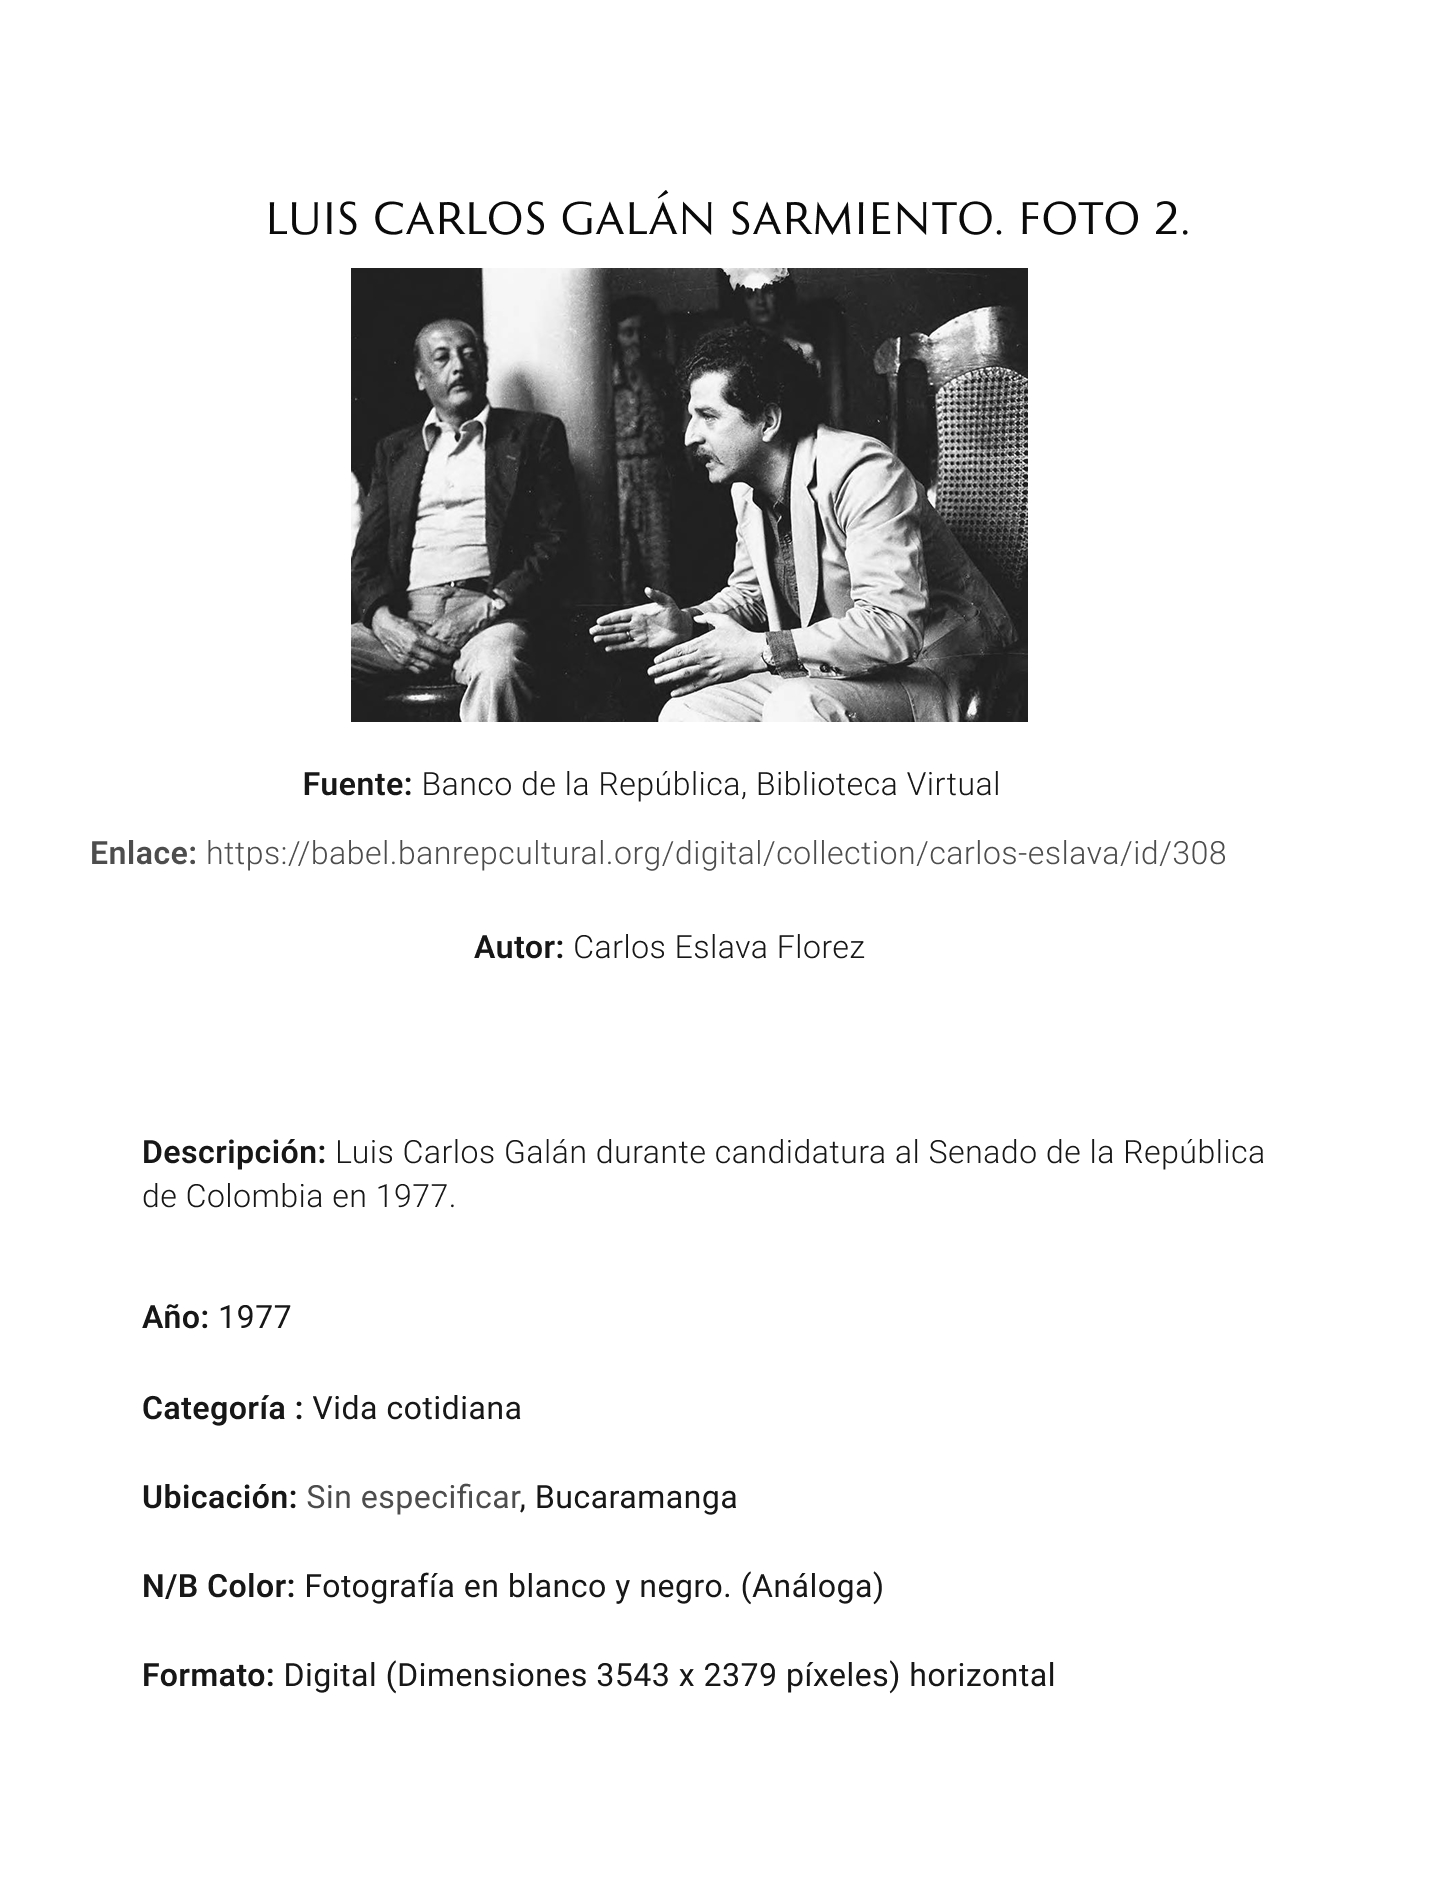 LUIS CARLOS GALÁN SARMIENTO. FOTO 2.
Fuente: Banco de la República, Biblioteca Virtual
Enlace: https://babel.banrepcultural.org/digital/collection/carlos-eslava/id/308
Autor: Carlos Eslava Florez
Descripción: Luis Carlos Galán durante candidatura al Senado de la República
de Colombia en 1977.
Año: 1977
Categoría : Vida cotidiana
Ubicación: Sin especificar, Bucaramanga
N/B Color: Fotografía en blanco y negro. (Análoga)
Formato: Digital (Dimensiones 3543 x 2379 píxeles) horizontal